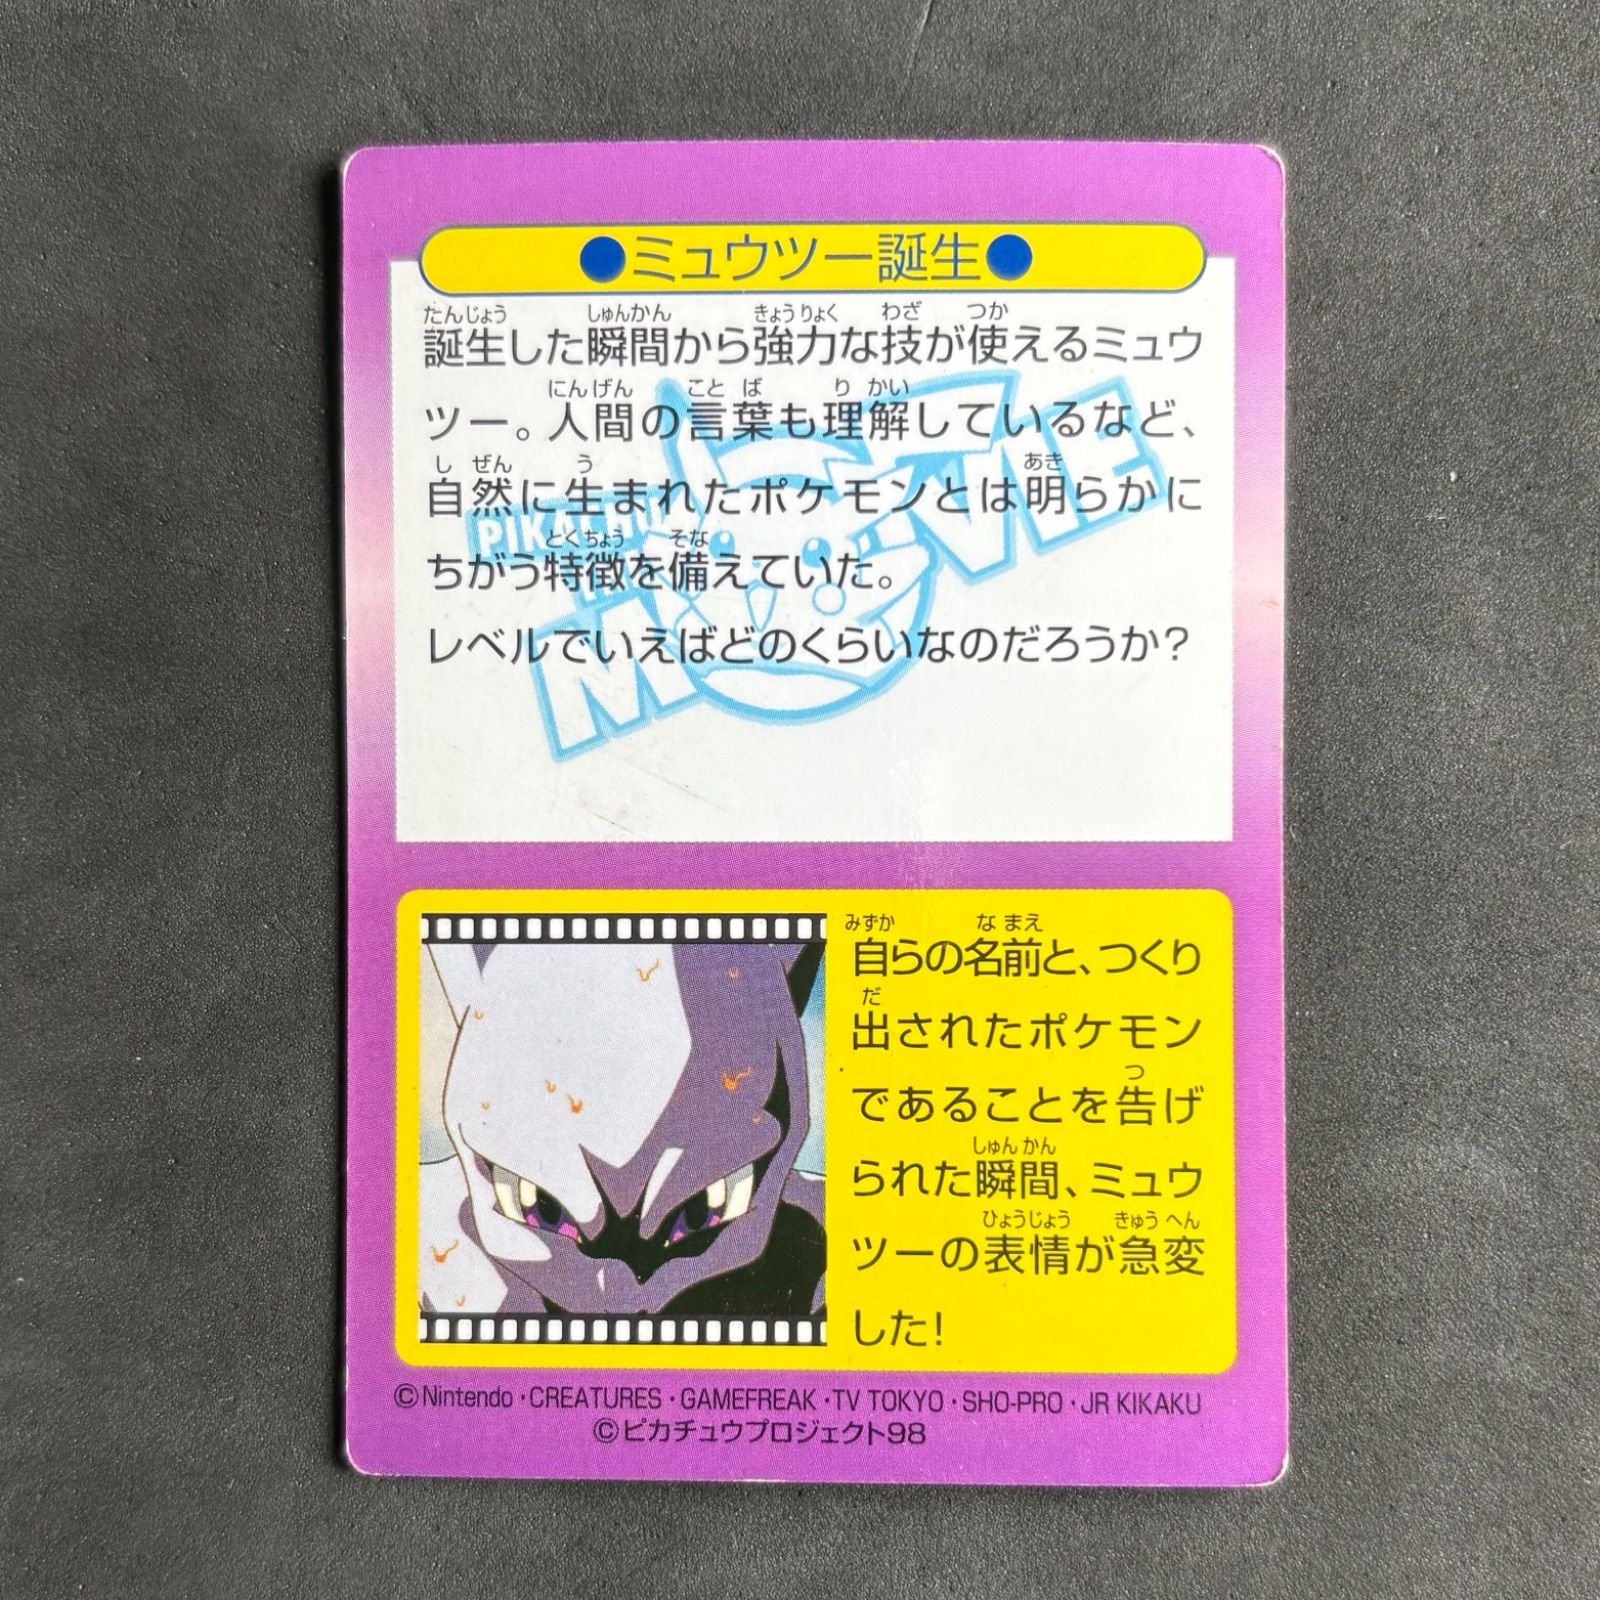 ●ミュウツー誕生●
たんじょう しゅんかん きょうりょく わざ つか
誕生した瞬間から強力な技が使えるミュウ
にんげん ことば りかい
ツー。人間の言葉も理解しているなど、
しぜん う あき
自然に生まれたポケモンとは明らかに
とくちょう そな
ちがう特徴を備えていた。
レベルでいえばどのくらいなのだろうか?
PIKACHU
MOVIE
みずか なまえ
自らの名前と、つくり
だ
出されたポケモン
つ
であることを告げ
しゅんかん
られた瞬間、ミュウ
ひょうじょう きゅうへん
ツーの表情が急変
した!
©Nintendo・CREATURES・GAMEFREAK・TV TOKYO・SHO-PRO・JR KIKAKU
©ピカチュウプロジェクト98